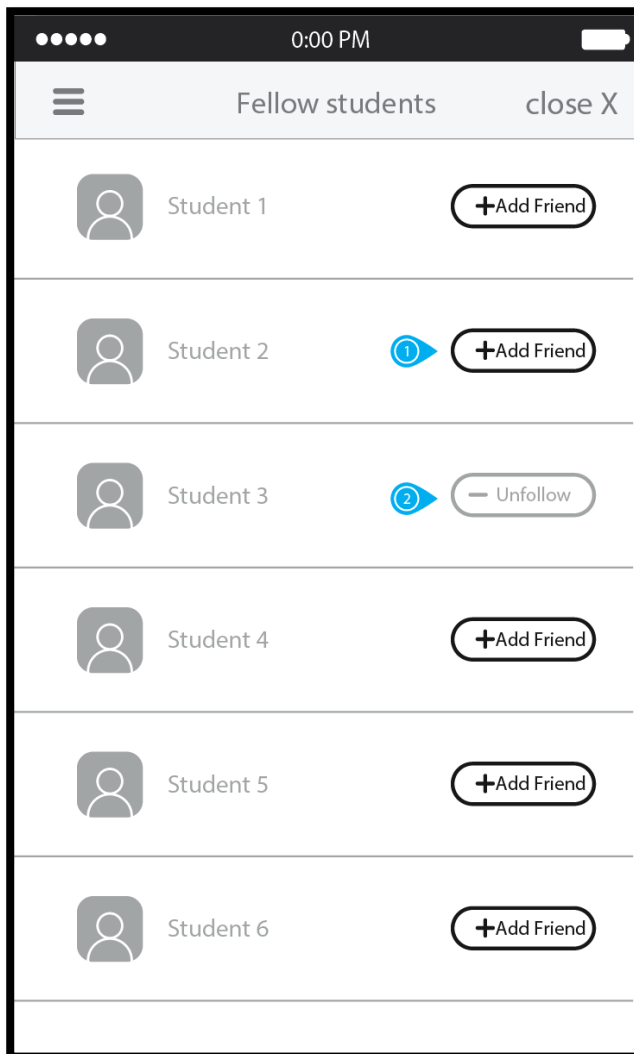 0:00 PM
Fellow students close X
Student 1 +Add Friend
Student 2 1 +Add Friend
Student 3 2 − Unfollow
Student 4 +Add Friend
Student 5 +Add Friend
Student 6 +Add Friend